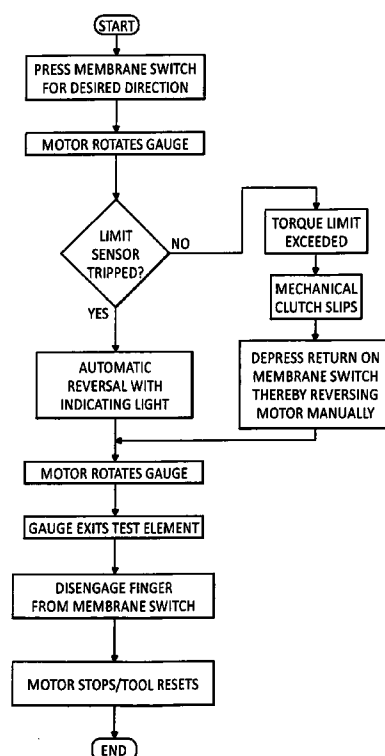 START
PRESS MEMBRANE SWITCH
FOR DESIRED DIRECTION
MOTOR ROTATES GAUGE
LIMIT
SENSOR
TRIPPED?
NO
YES
TORQUE LIMIT
EXCEEDED
MECHANICAL
CLUTCH SLIPS
DEPRESS RETURN ON
MEMBRANE SWITCH
THEREBY REVERSING
MOTOR MANUALLY
AUTOMATIC
REVERSAL WITH
INDICATING LIGHT
MOTOR ROTATES GAUGE
GAUGE EXITS TEST ELEMENT
DISENGAGE FINGER
FROM MEMBRANE SWITCH
MOTOR STOPS/TOOL RESETS
END